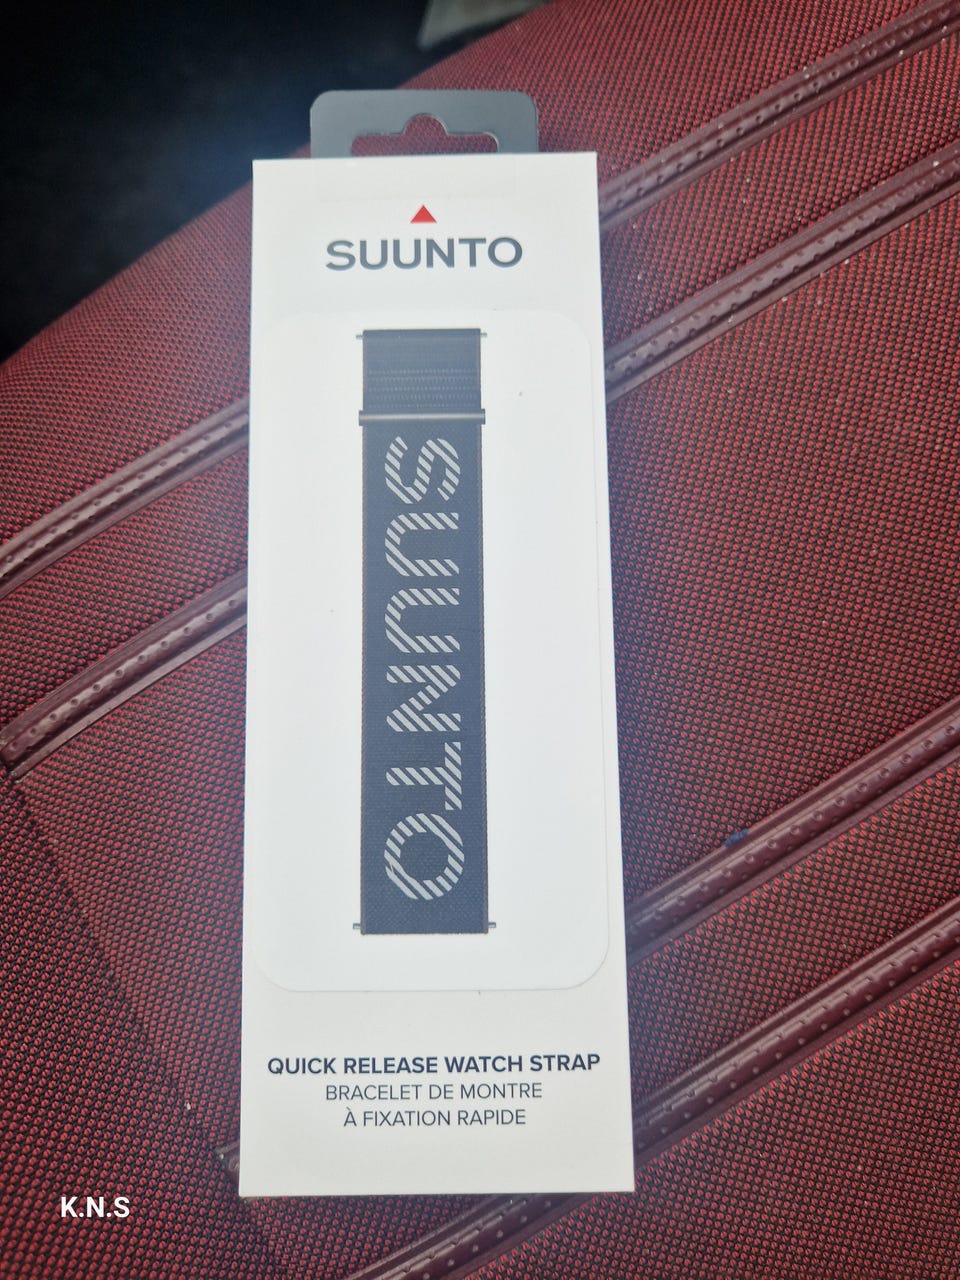 SUUNTO
SUUNTO
QUICK RELEASE WATCH STRAP
BRACELET DE MONTRE
À FIXATION RAPIDE
K.N.S